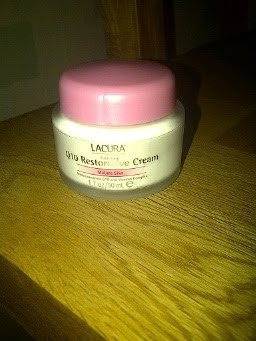 LACURA
Q10 Restorative Cream
Mature Skin
1.7 oz/50 mL e